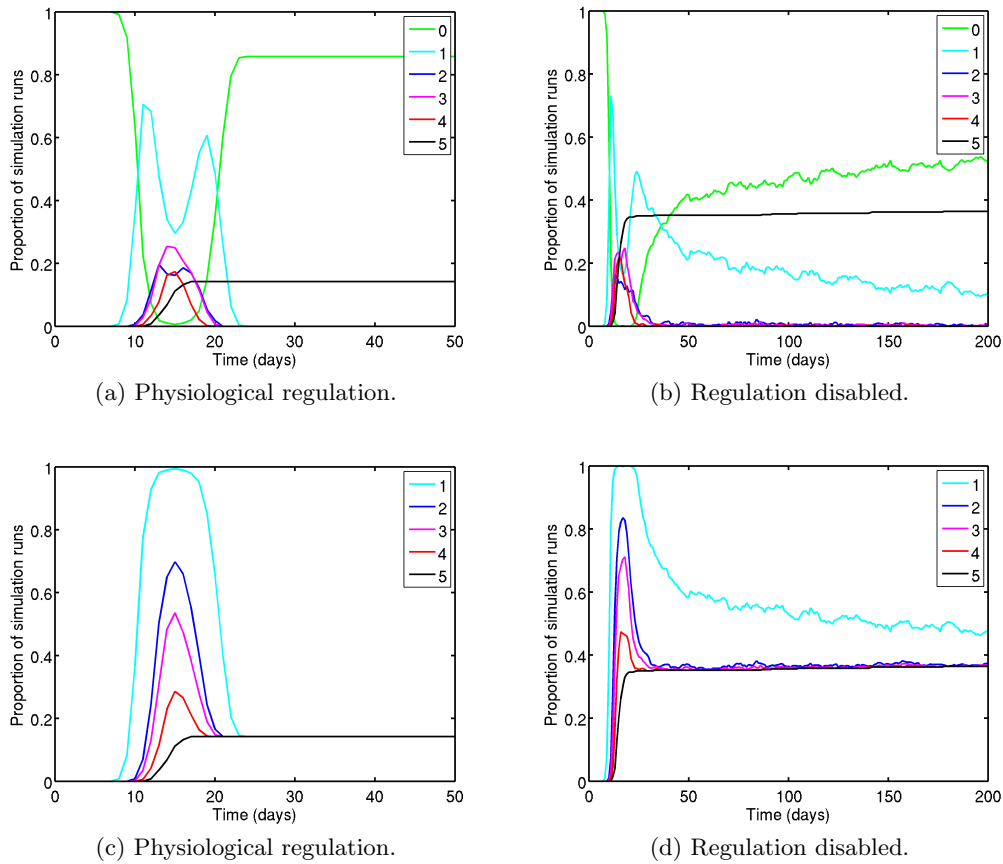 Proportion of simulation runs
1
0.8
0.6
0.4
0.2
0
0 10 20 30 40 50
Time (days)
0
1
2
3
4
5
(a) Physiological regulation.
Proportion of simulation runs
1
0.8
0.6
0.4
0.2
0
0 50 100 150 200
Time (days)
0
1
2
3
4
5
(b) Regulation disabled.
Proportion of simulation runs
1
0.8
0.6
0.4
0.2
0
0 10 20 30 40 50
Time (days)
1
2
3
4
5
(c) Physiological regulation.
Proportion of simulation runs
1
0.8
0.6
0.4
0.2
0
0 50 100 150 200
Time (days)
1
2
3
4
5
(d) Regulation disabled.